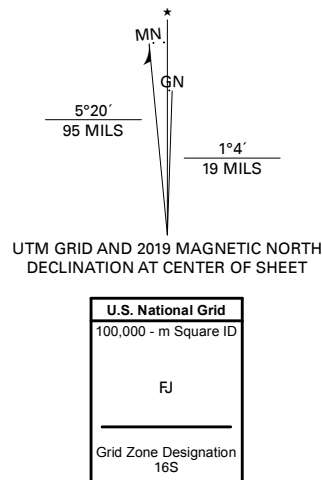 ★
MN
GN
5°20´
95 MILS
1°4´
19 MILS
UTM GRID AND 2019 MAGNETIC NORTH
DECLINATION AT CENTER OF SHEET
U.S. National Grid
100,000 - m Square ID
FJ
Grid Zone Designation
16S